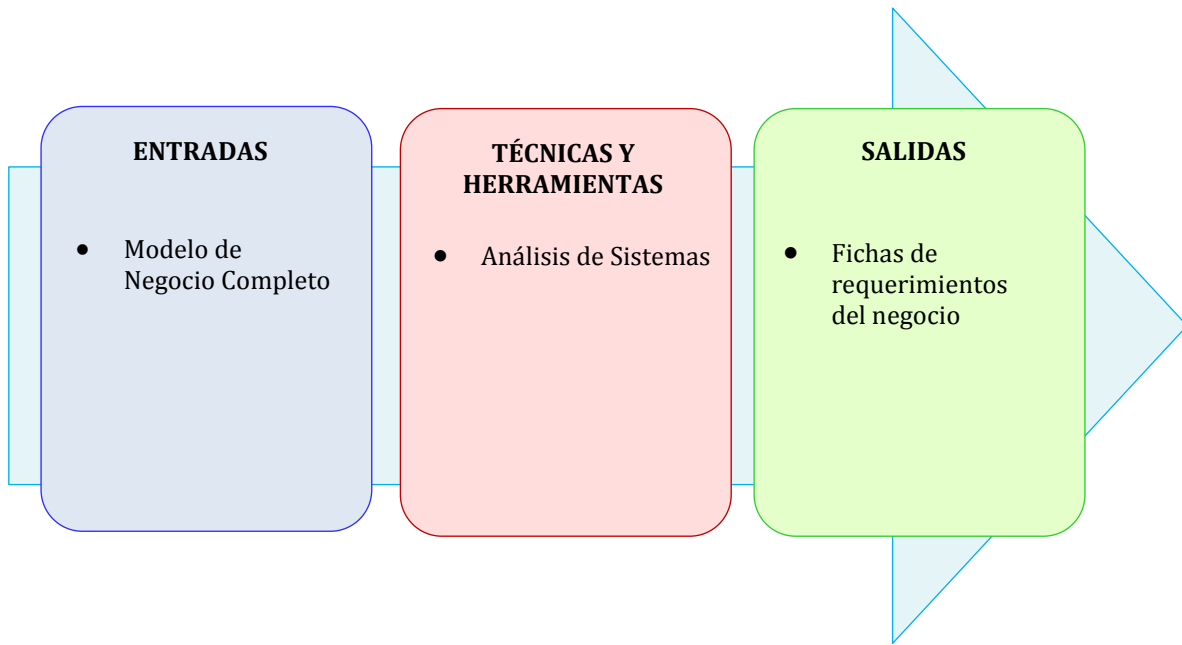 ENTRADAS
• Modelo de
Negocio Completo
TÉCNICAS Y
HERRAMIENTAS
• Análisis de Sistemas
SALIDAS
• Fichas de
requerimientos
del negocio